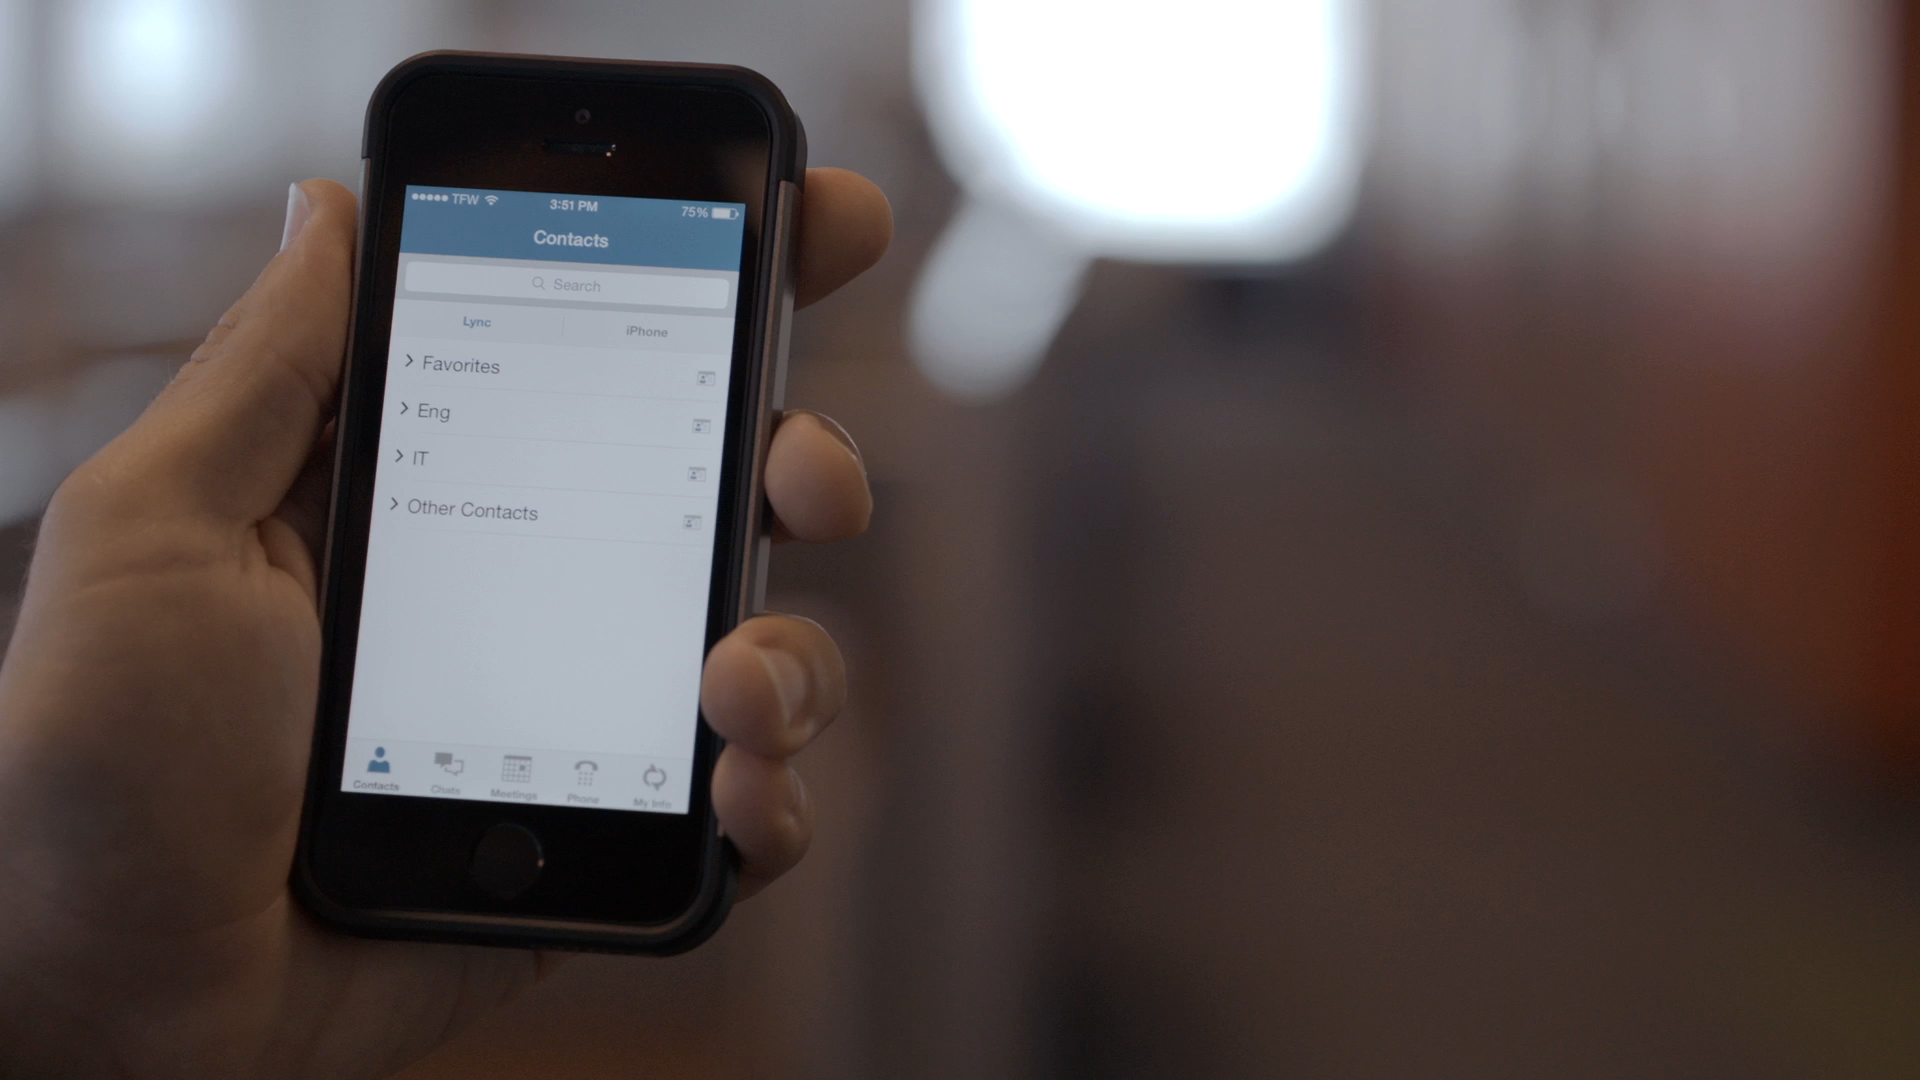 TFW 3:51 PM 75%
Contacts
Search
Lync iPhone
Favorites
Eng
IT
Other Contacts
Contacts Chats Meetings Phone My Info